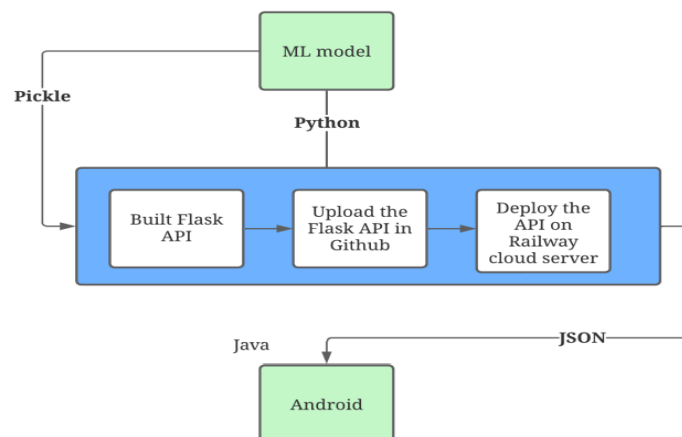 ML model
Pickle
Python
Built Flask
API
Upload the
Flask API in
Github
Deploy the
API on
Railway
cloud server
Java
JSON
Android